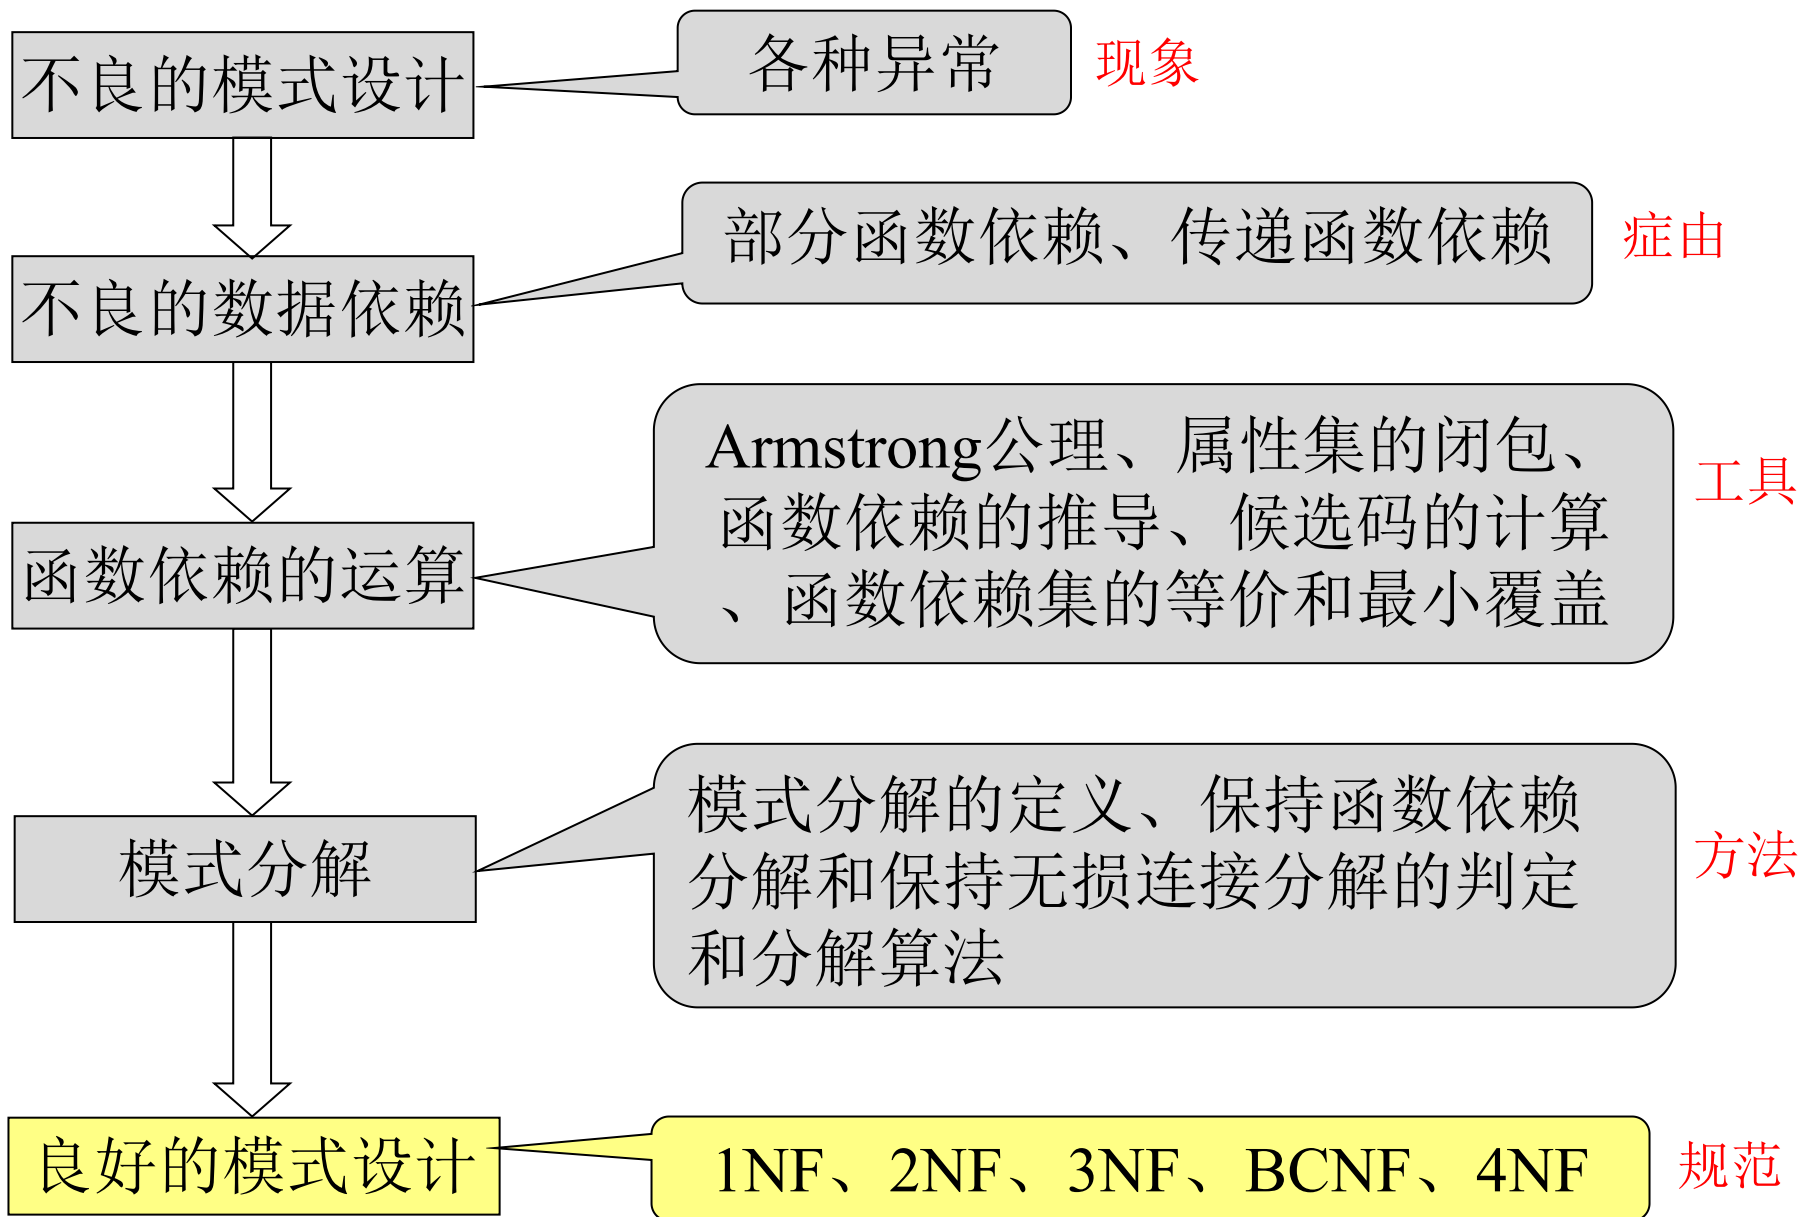 不良的模式设计
各种异常
现象
不良的数据依赖
部分函数依赖、传递函数依赖
症由
函数依赖的运算
Armstrong公理、属性集的闭包、
函数依赖的推导、候选码的计算
、函数依赖集的等价和最小覆盖
工具
模式分解
模式分解的定义、保持函数依赖
分解和保持无损连接分解的判定
和分解算法
方法
良好的模式设计
1NF、2NF、3NF、BCNF、4NF
规范